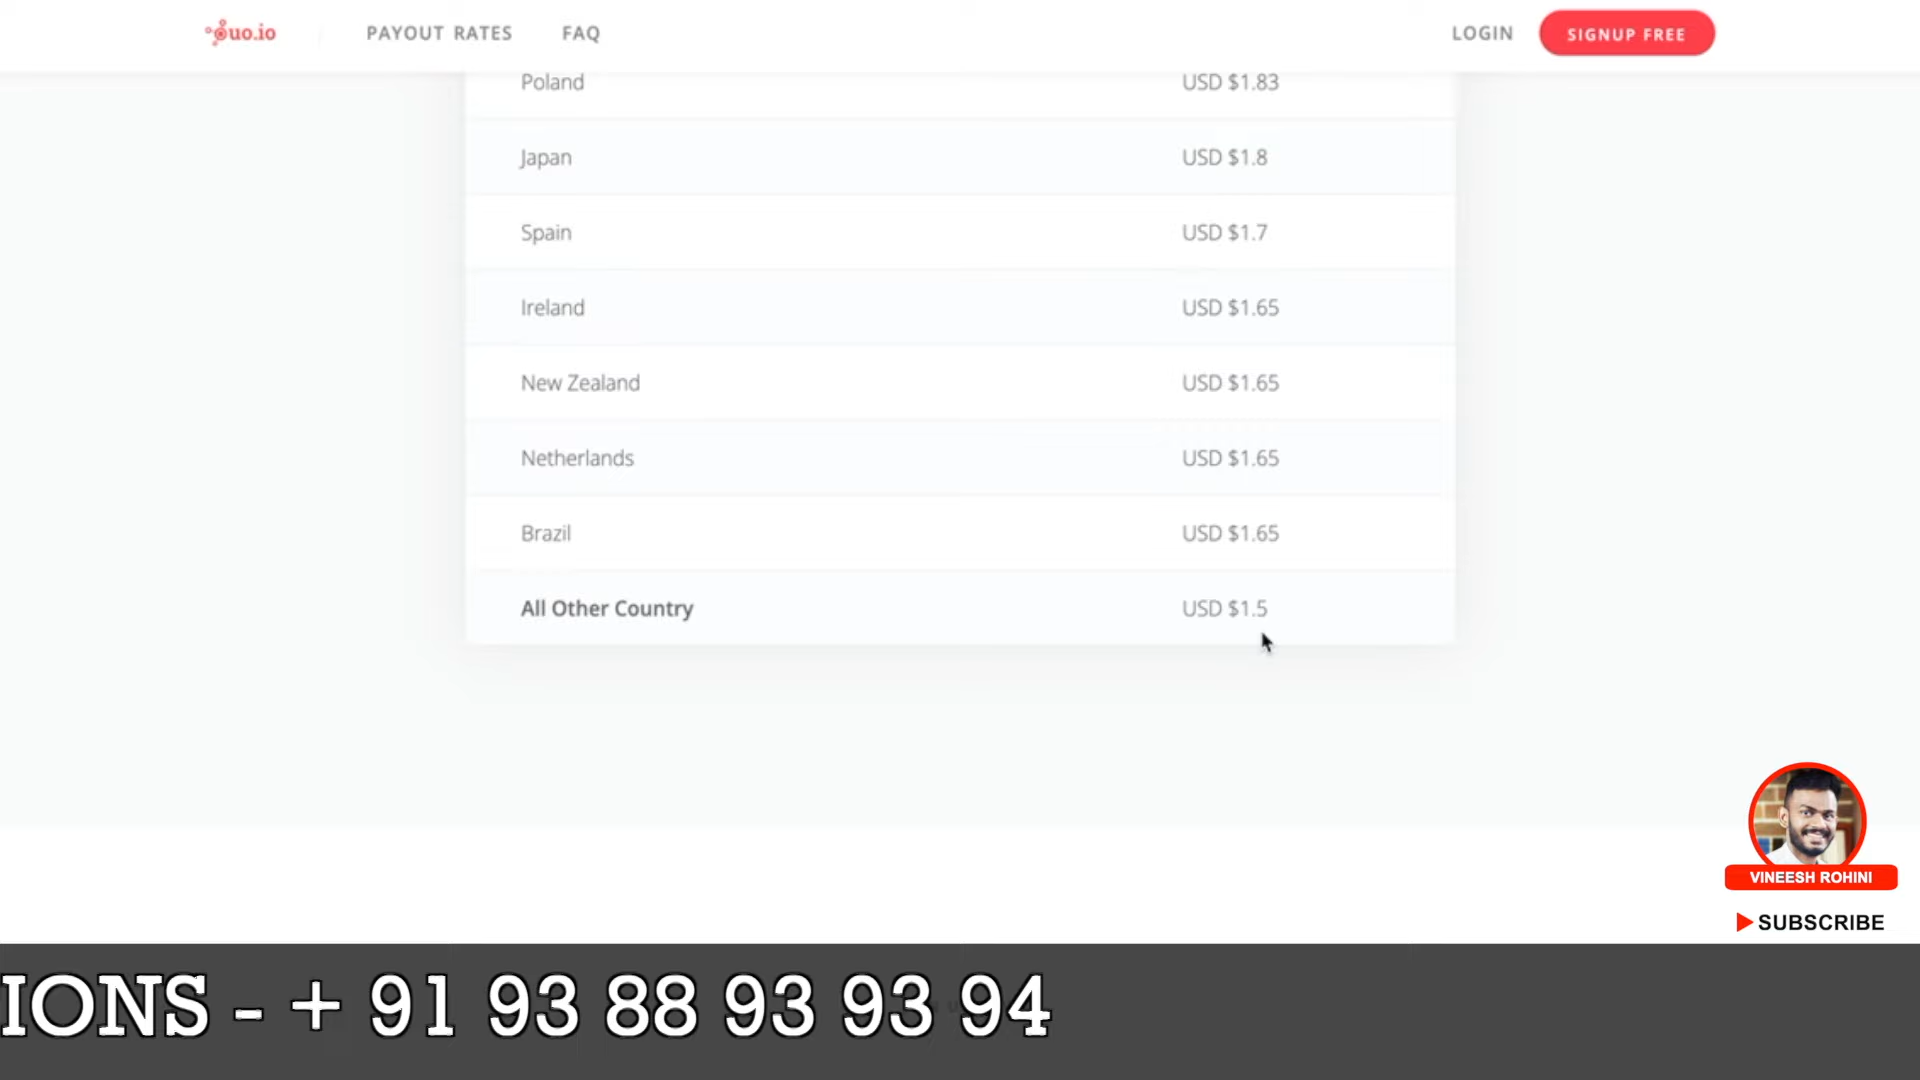 uo.io
PAYOUT RATES
FAQ
LOGIN
SIGNUP FREE
Poland USD $1.83
Japan USD $1.8
Spain USD $1.7
Ireland USD $1.65
New Zealand USD $1.65
Netherlands USD $1.65
Brazil USD $1.65
All Other Country USD $1.5
VINEESH ROHINI
SUBSCRIBE
IONS - + 91 93 88 93 93 94